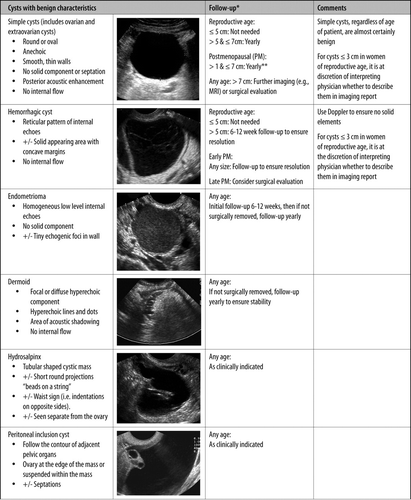 Cysts with benign characteristics
Follow-up*
Comments
Simple cysts (includes ovarian and
extraovarian cysts)
• Round or oval
• Anechoic
• Smooth, thin walls
• No solid component or septation
• Posterior acoustic enhancement
• No internal flow
Reproductive age:
≤ 5 cm: Not needed
> 5 & ≤ 7cm: Yearly
Postmenopausal (PM):
> 1 & ≤ 7 cm: Yearly**
Any age: > 7 cm: Further imaging (e.g.,
MRI) or surgical evaluation
Simple cysts, regardless of age
of patient, are almost certainly
benign
For cysts ≤ 3 cm in women
of reproductive age, it is at
discretion of interpreting
physician whether to describe
them in imaging report
Hemorrhagic cyst
• Reticular pattern of internal
echoes
• +/- Solid appearing area with
concave margins
• No internal flow
Reproductive age:
≤ 5 cm: Not needed
> 5 cm: 6-12 week follow-up to ensure
resolution
Early PM:
Any size: Follow-up to ensure resolution
Late PM: Consider surgical evaluation
Use Doppler to ensure no solid
elements
For cysts ≤ 3 cm in women
of reproductive age, it is at
discretion of interpreting
physician whether to describe
them in imaging report
Endometrioma
• Homogeneous low level internal
echoes
• No solid component
• +/- Tiny echogenic foci in wall
Any age:
Initial follow-up 6-12 weeks, then if not
surgically removed, follow-up yearly
Dermoid
• Focal or diffuse hyperechoic
component
• Hyperechoic lines and dots
• Area of acoustic shadowing
• No internal flow
Any age:
If not surgically removed, follow-up
yearly to ensure stability
Hydrosalpinx
• Tubular shaped cystic mass
• +/- Short round projections
"beads on a string"
• +/- Waist sign (i.e. indentations
on opposite sides).
• +/- Seen separate from the ovary
Any age:
As clinically indicated
Peritoneal inclusion cyst
• Follow the contour of adjacent
pelvic organs
• Ovary at the edge of the mass or
suspended within the mass
• +/- Septations
Any age:
As clinically indicated